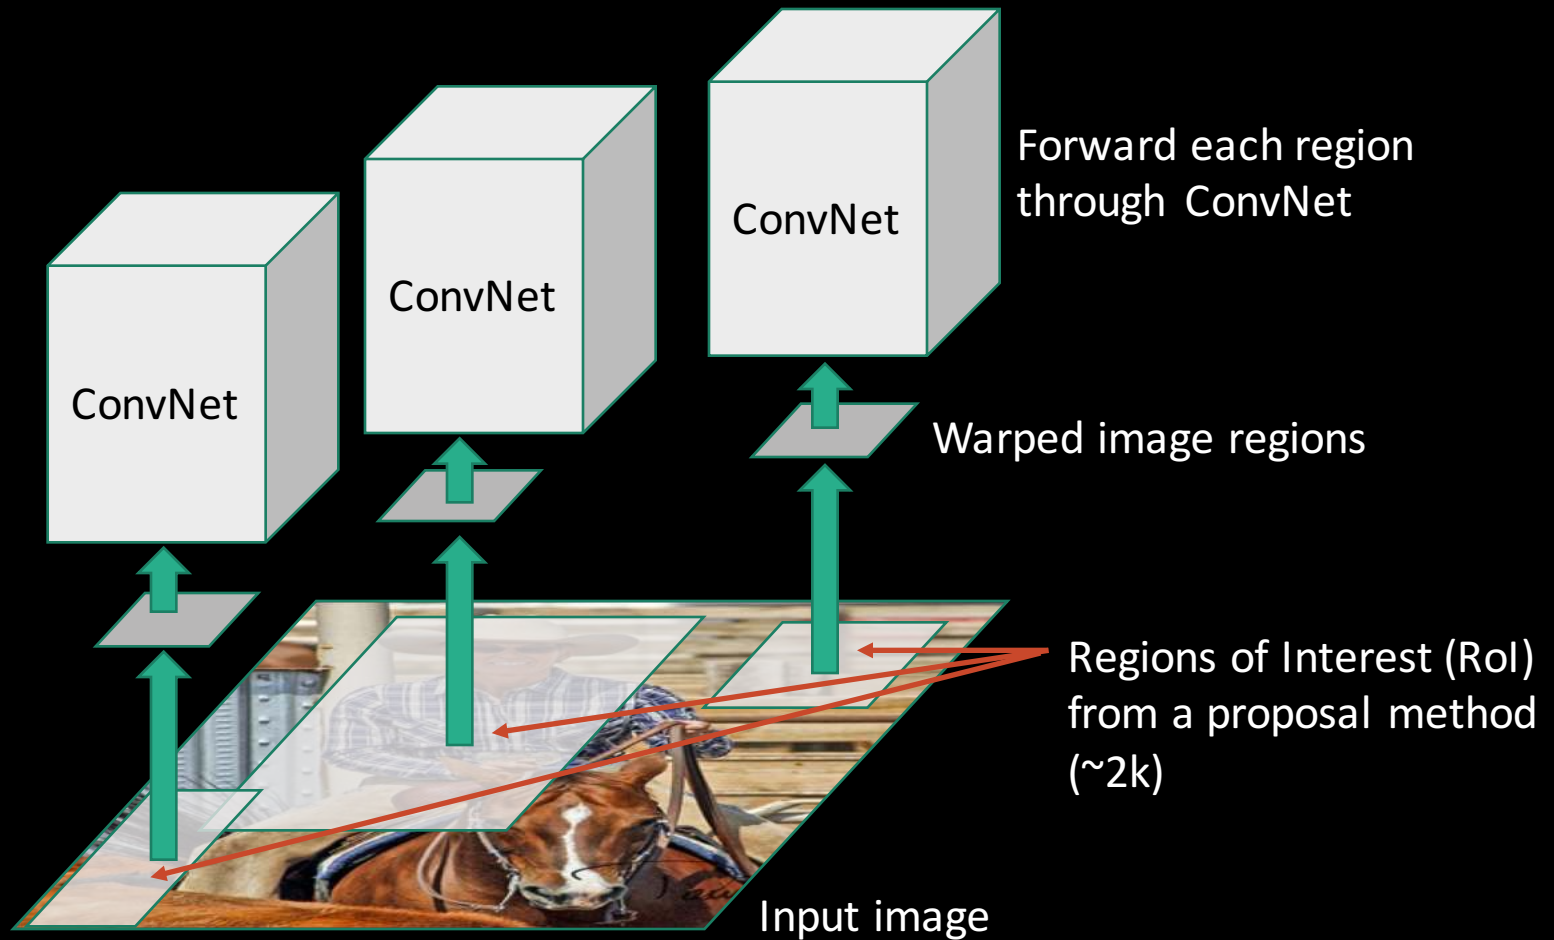 ConvNet
ConvNet
ConvNet
Forward each region
through ConvNet
Warped image regions
Regions of Interest (RoI)
from a proposal method
(~2k)
Input image